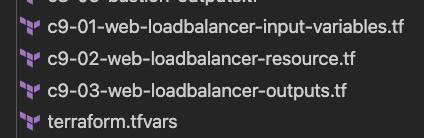 c9-01-web-loadbalancer-input-variables.tf
c9-02-web-loadbalancer-resource.tf
c9-03-web-loadbalancer-outputs.tf
terraform.tfvars